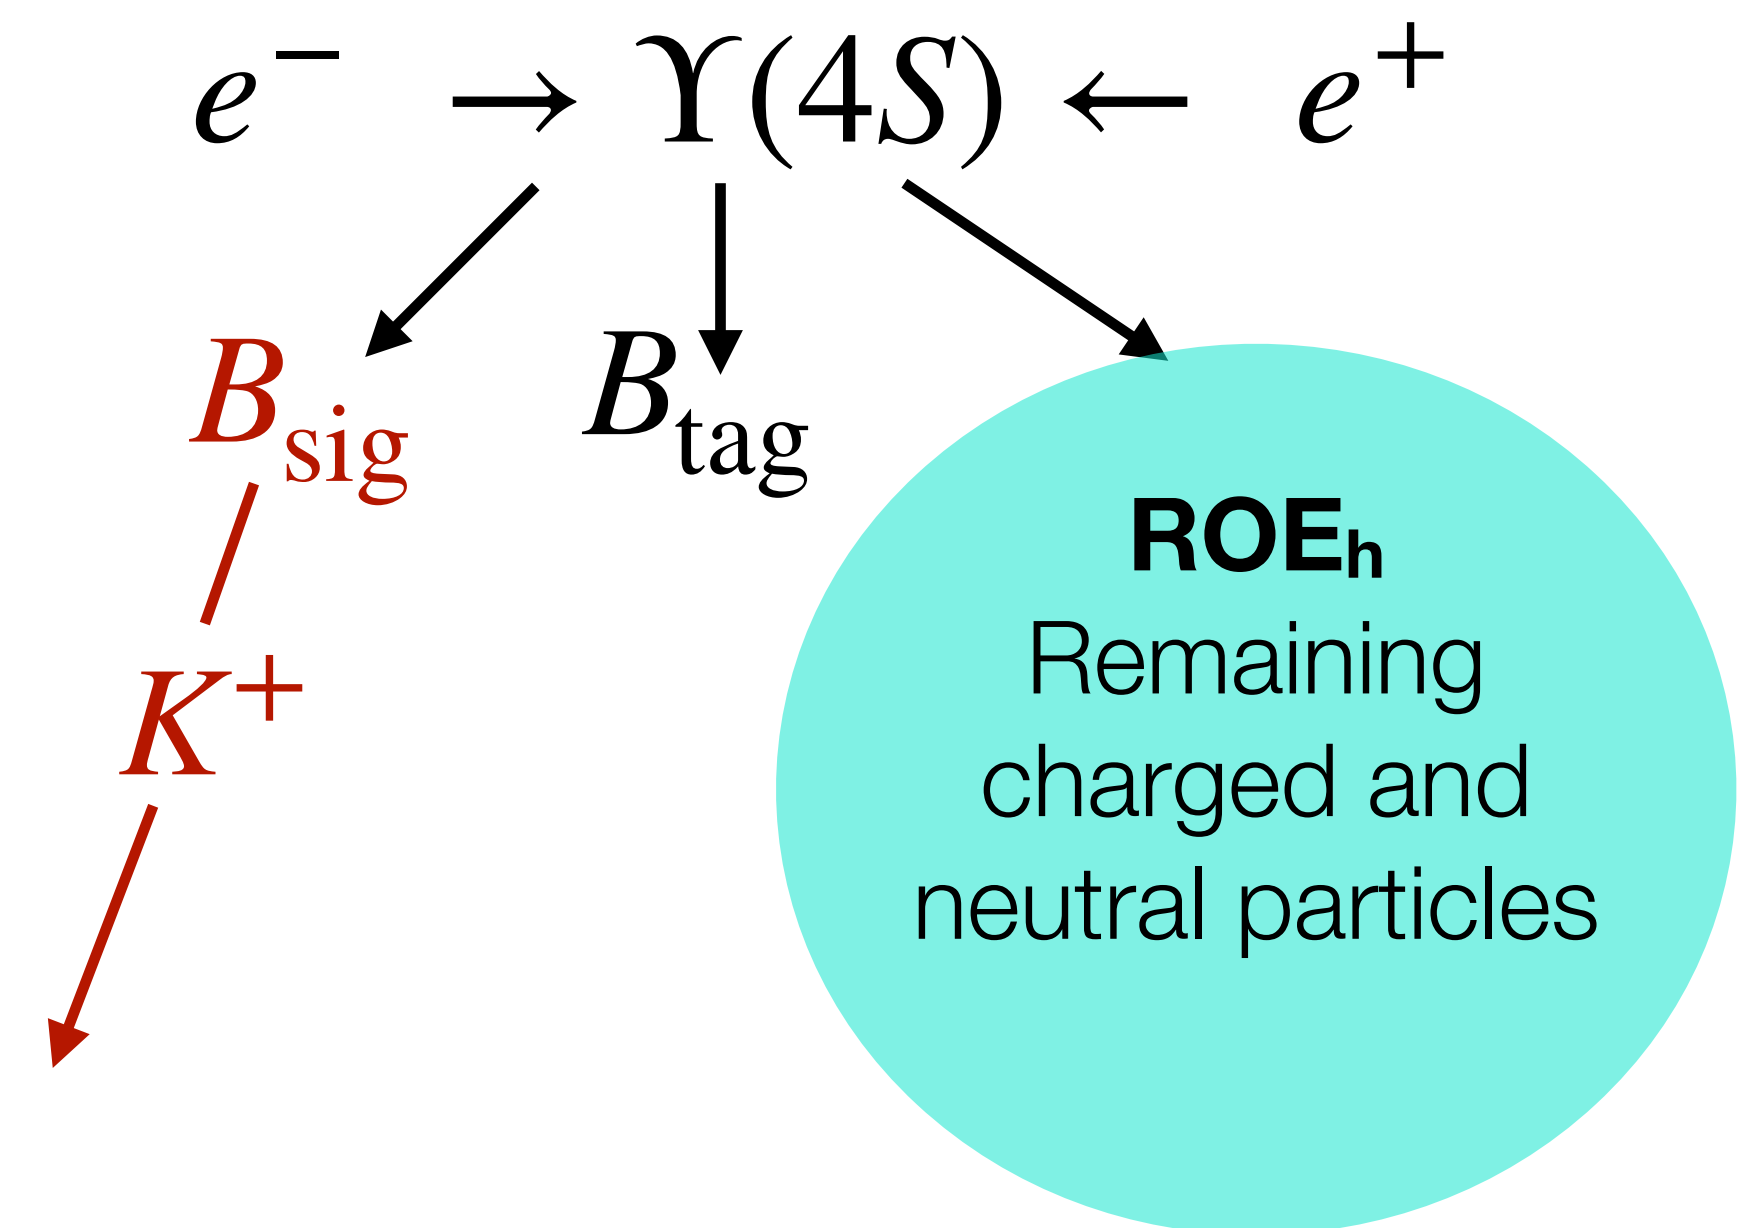 e⁻ → ϒ(4S) ← e⁺
B_sig B_tag
ROE_h
Remaining
K⁺
charged and
neutral particles